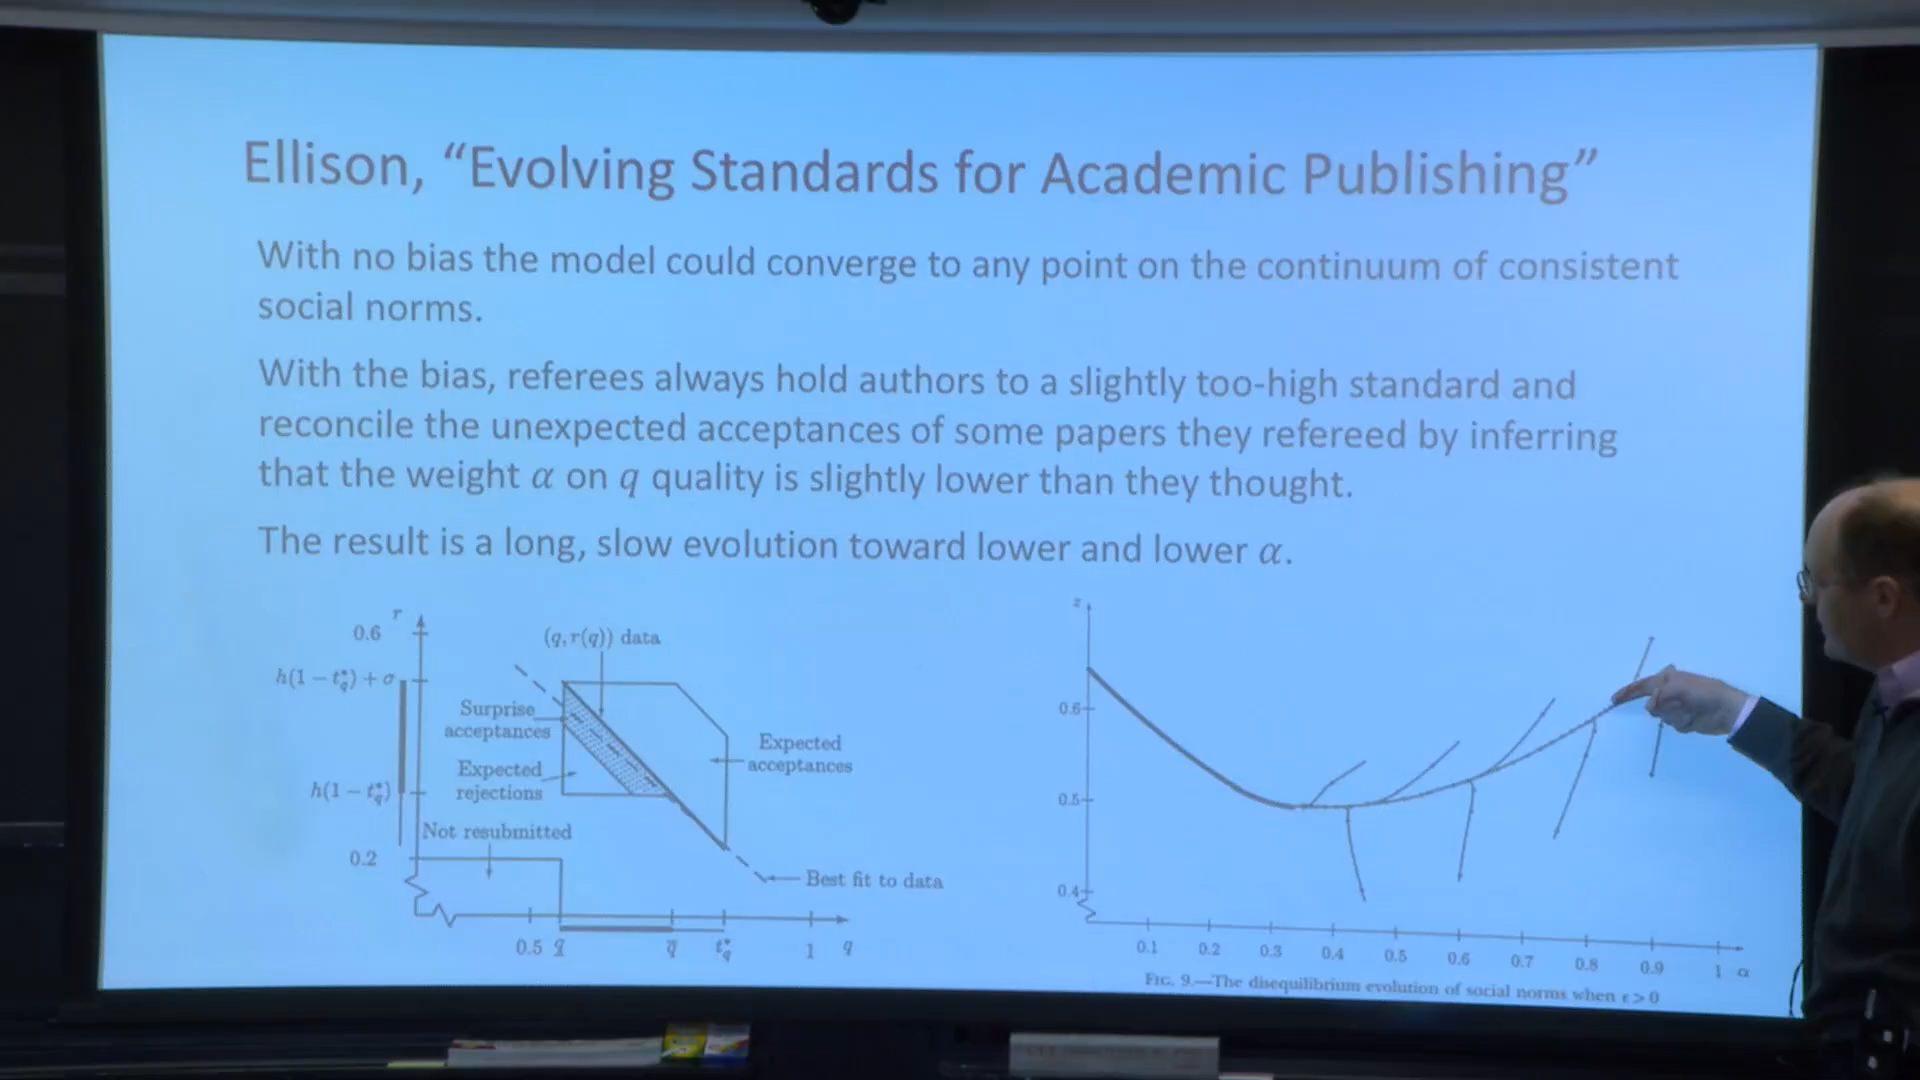 Ellison, “Evolving Standards for Academic Publishing”
With no bias the model could converge to any point on the continuum of consistent
social norms.
With the bias, referees always hold authors to a slightly too-high standard and
reconcile the unexpected acceptances of some papers they refereed by inferring
that the weight α on q quality is slightly lower than they thought.
The result is a long, slow evolution toward lower and lower α.
r
0.6
h(1 − t*q) + σ
h(1 − t*q)
0.2
(q, r(q)) data
Surprise
acceptances
Expected
rejections
Expected
acceptances
Not resubmitted
Best fit to data
0.5 q t*q 1 q
z
0.6
0.5
0.4
0.1 0.2 0.3 0.4 0.5 0.6 0.7 0.8 0.9 1 α
FIG. 9.—The disequilibrium evolution of social norms when ε > 0